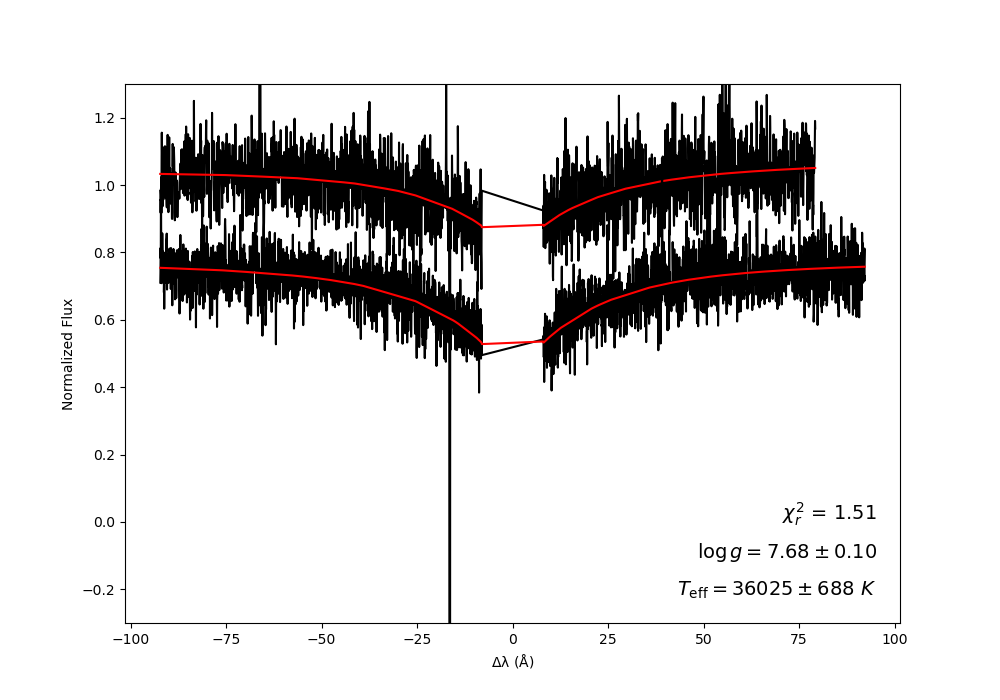 1.2
1.0
0.8
0.6
0.4
0.2
0.0
−0.2
Normalized Flux
χ²ᵣ = 1.51
log g = 7.68 ± 0.10
T_eff = 36025 ± 688 K
−100 −75 −50 −25 0 25 50 75 100
Δλ (Å)